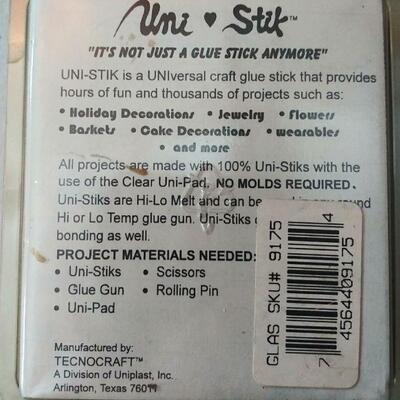 Uni ♥ Stik™
"IT'S NOT JUST A GLUE STICK ANYMORE"
UNI-STIK is a UNIversal craft glue stick that provides
hours of fun and thousands of projects such as:
• Holiday Decorations • Jewelry • Flowers
• Baskets • Cake Decorations • wearables
• and more
All projects are made with 100% Uni-Stiks with the
use of the Clear Uni-Pad. NO MOLDS REQUIRED.
Uni-Stiks are Hi-Lo Melt and can be
Hi or Lo Temp glue gun. Uni-Stiks
bonding as well.
PROJECT MATERIALS NEEDED:
• Uni-Stiks • Scissors
• Glue Gun • Rolling Pin
• Uni-Pad
Manufactured by:
TECNOCRAFT™
A Division of Uniplast, Inc.
Arlington, Texas 76011
GLAS SKU# 9175
7 4564409175 4